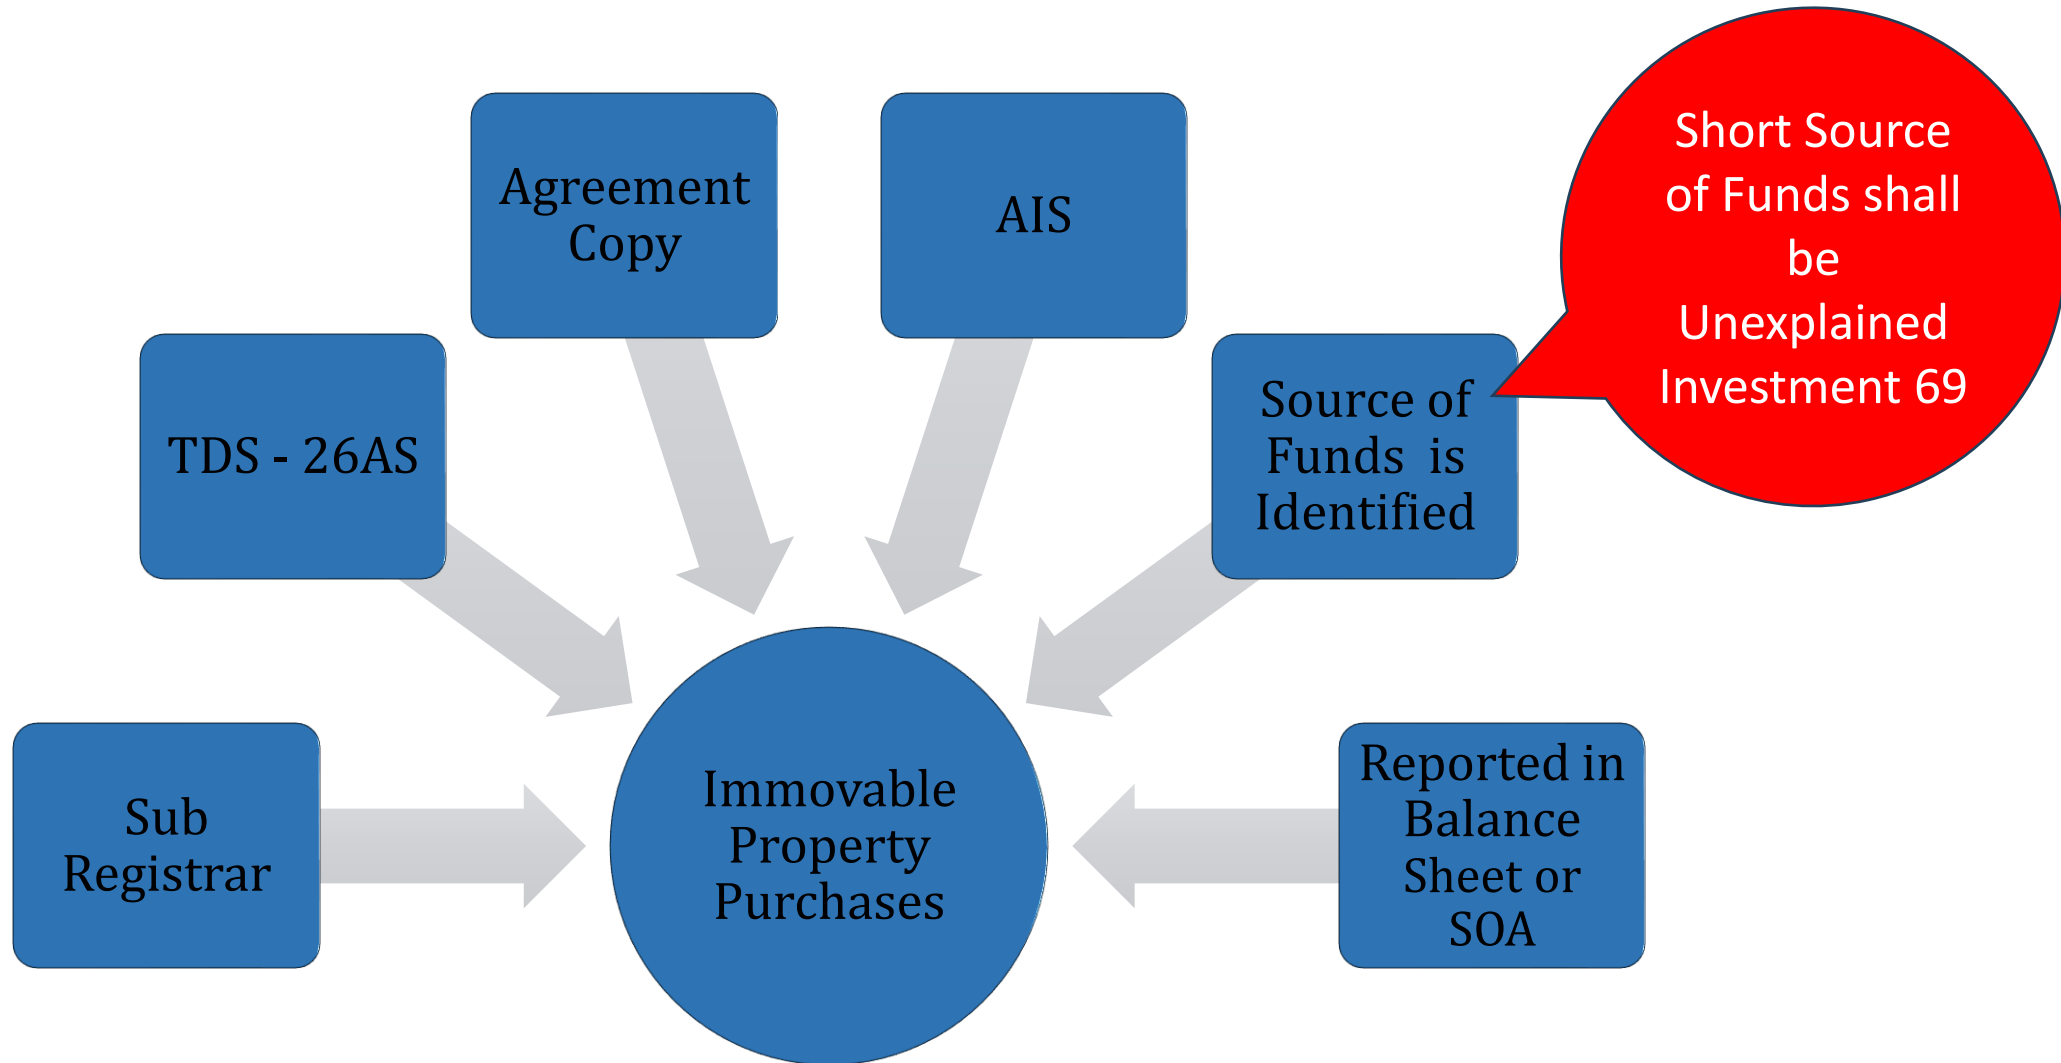 Sub
Registrar
TDS - 26AS
Agreement
Copy
AIS
Source of
Funds  is
Identified
Reported in
Balance
Sheet or
SOA
Immovable
Property
Purchases
Short Source
of Funds shall
be
Unexplained
Investment 69